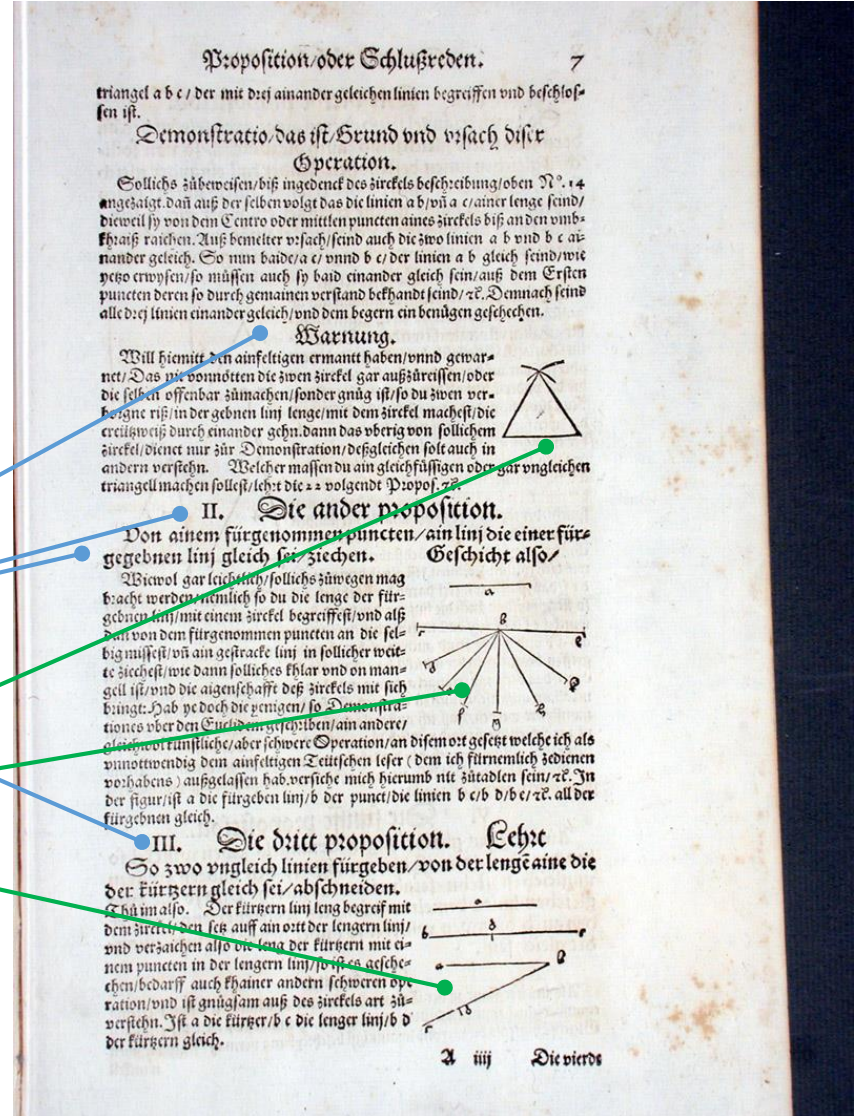 Proposition/oder Schlußreden. 7
triangel a b c / der mit drej ainander geleichen linien begreiffen vnd beschlos-
sen ist.
Demonstratio/das ist/Grund vnd vrsach diser
Operation.
Sollichs zůbeweisen/biß ingedenck des zirckels beschreibung/oben N°. 14
angezaigt. dañ auß der selben volgt das die linien a b/vñ a c/ainer lenge seind/
dieweil sy von dem Centro oder mittlen puncten aines zirckels biß an den vmb-
khraiß raichen. Auß bemelter vrsach/seind auch die zwo linien a b vnd b c ai-
nander geleich. So nun baide/a c/ vnnd b c/ der linien a b gleich seind/wie
yetzo erwysen/so müssen auch sy baid einander gleich sein/auß dem Ersten
puncten deren so durch gemainen verstand bekhandt seind/ꝛc. Demnach seind
alle drej linien einander geleich/vnd dem begern ein benügen geschechen.
Warnung.
Will hiemitt den ainfeltigen ermantt haben/vnnd gewar-
net/Das nit vonnötten die zwen zirckel gar außzůreissen/oder
die selben offenbar zůmachen/sonder gnůg ist/so du zwen ver-
borgne riß/in der gebnen linj lenge/mit dem zirckel machest/die
creützweiß durch einander gehn. dann das vberig von sollichem
zirckel/dienet nur zůr Demonstration/deßgleichen solt auch in
andern verstehn. Welcher massen du ain gleichfüssigen oder gar vngleichen
triangell machen sollest/lehrt die 22 volgendt Propos. ꝛc.
II. Die ander proposition.
Von ainem fürgenommen puncten/ain linj die einer für-
gegebnen linj gleich sei/ziechen. Geschicht also/
Wiewol gar leichtlich/sollichs zůwegen mag
bracht werden/nemlich so du die lenge der für-
gebnen linj/mit einem zirckel begreiffest/vnd alß
dan von dem fürgenommen puncten an die sel-
big missest/vñ ain gestracke linj in sollicher weit-
te ziechest/wie dann solliches khlar vnd on man-
gell ist/vnd die aigenschafft deß zirckels mit sich
bringt: Hab ye doch die yenigen/ so Demonstra-
tiones vber den Euclidem geschriben/ain andere/
gleichwol künstliche/aber schwere Operation/an disem ort gesetzt welche ich als
vnnottwendig dem ainfeltigen Teütschen leser ( dem ich fürnemlich zedienen
vorhabens ) außgelassen hab. versiche mich hierumb nit zůtadlen sein/ꝛc. In
der figur/ist a die fürgeben linj/b der punct/die linien b c/b d/b e/ꝛc. all der
fürgebnen gleich.
a
b
c e
d
f g
III. Die dritt proposition. Lehrt
So zwo vngleich linien fürgeben/von der lengẽ aine die
der kürtzern gleich sei/abschneiden.
Thů im also. Der kürtzern linj leng begreif mit
dem zirckel/den setz auff ain ortt der lengern linj/
vnd verzaichen also die leng der kürtzern mit ei-
nem puncten in der lengern linj/so ist es gesche-
chen/bedarff auch khainer andern schweren ope
ration/vnd ist gnůgsam auß des zirckels art zů-
verstehn. Ist a die kürtzer/b c die lenger linj/b d
der kürtzern gleich.
a
b d c
a b
d
c
A iiij Die vierde